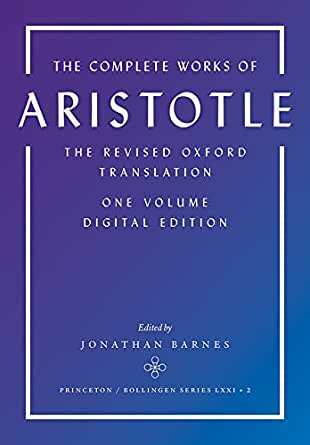 THE COMPLETE WORKS OF
ARISTOTLE
THE REVISED OXFORD
TRANSLATION
ONE VOLUME
DIGITAL EDITION
Edited by
JONATHAN BARNES
PRINCETON / BOLLINGEN SERIES LXXI • 2